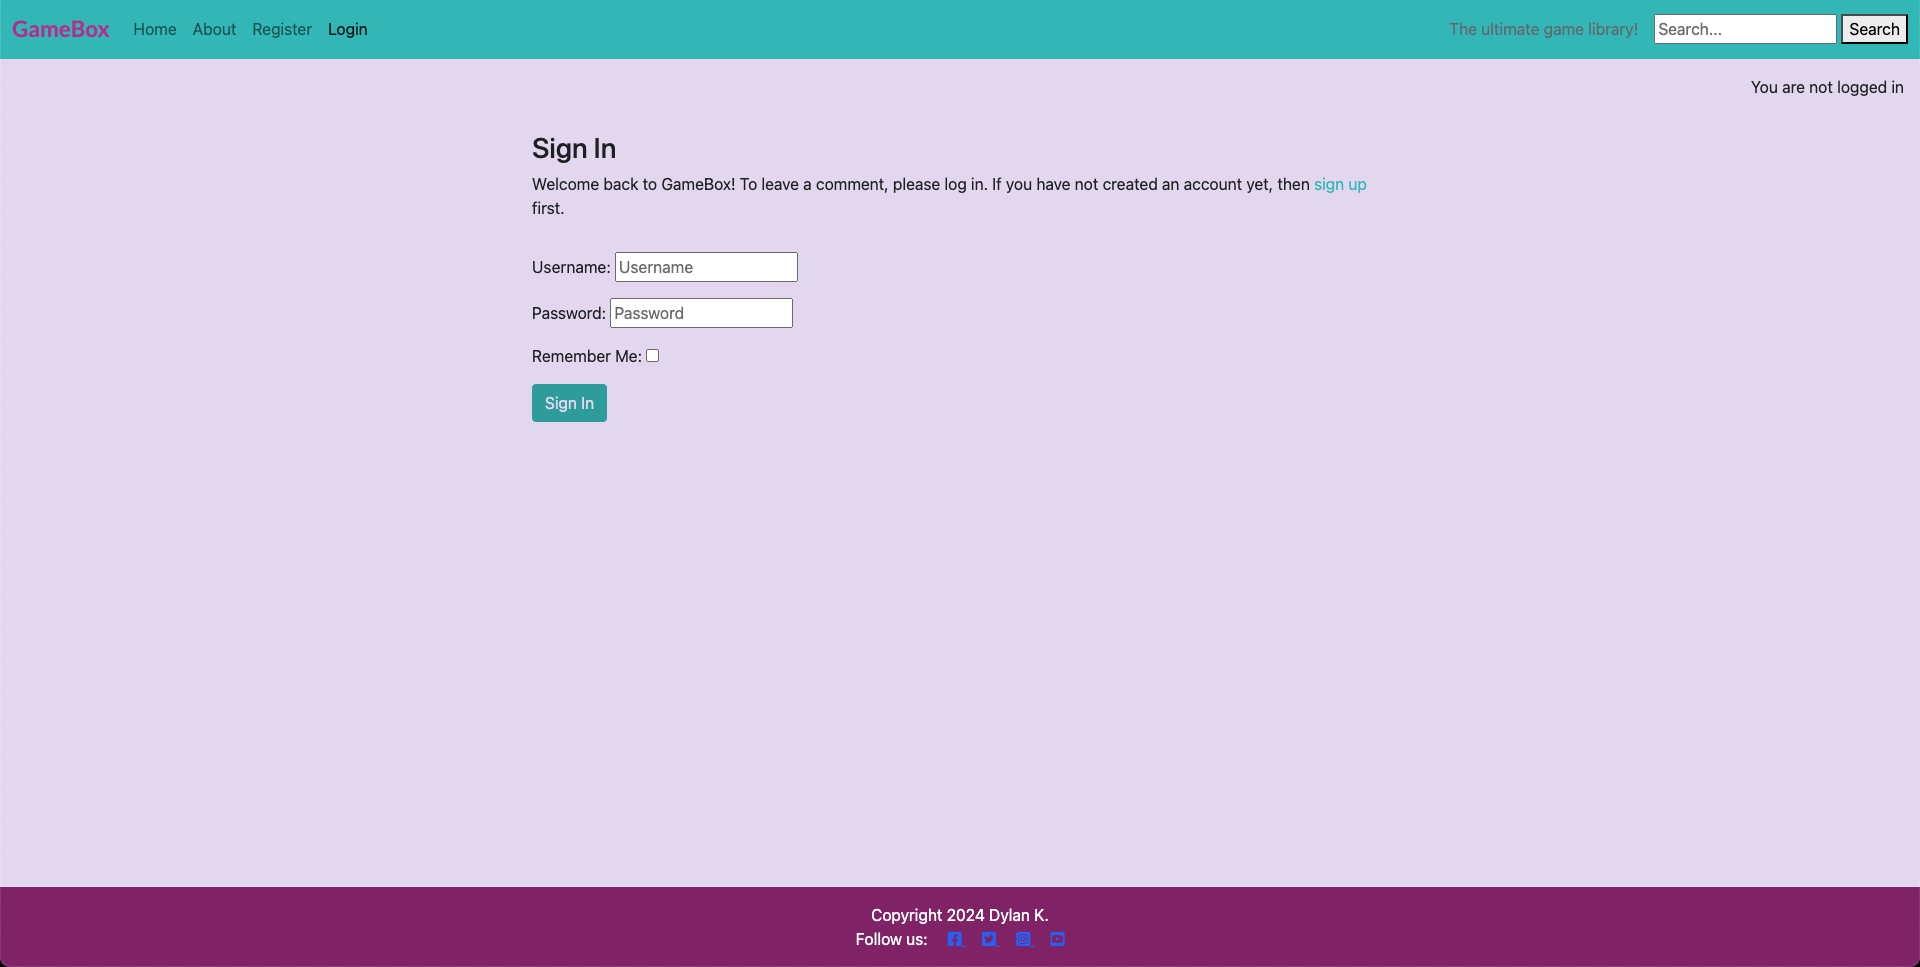 GameBox Home About Register Login The ultimate game library! Search... Search
You are not logged in
Sign In
Welcome back to GameBox! To leave a comment, please log in. If you have not created an account yet, then sign up
first.
Username: Username
Password: Password
Remember Me:
Sign In
Copyright 2024 Dylan K.
Follow us: